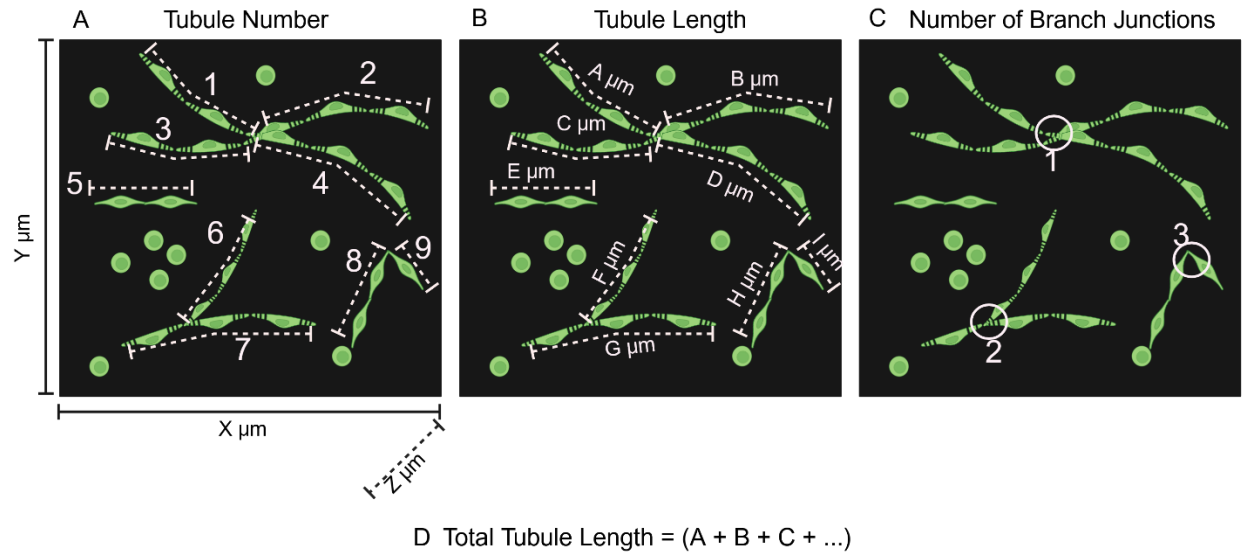 A Tubule Number
B Tubule Length
C Number of Branch Junctions
1
2
3
4
5
6
7
8
9
A µm
B µm
C µm
D µm
E µm
F µm
G µm
H µm
I µm
1
2
3
Y µm
X µm
Z µm
D Total Tubule Length = (A + B + C + ...)